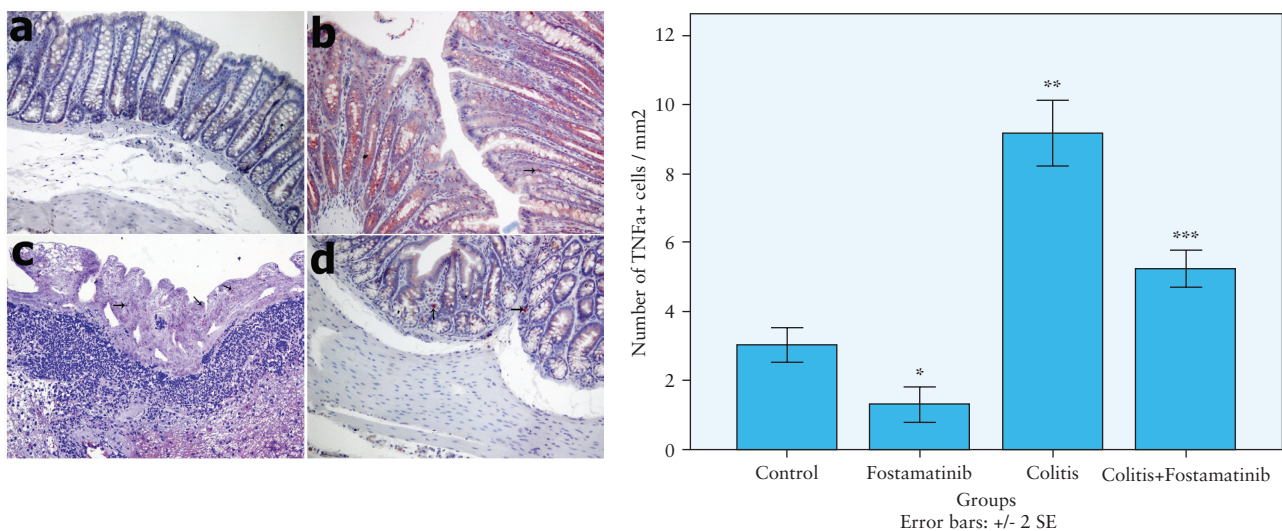 a
b
c
d
Number of TNFa+ cells / mm2
12
10
8
6
4
2
0
*
**
***
Control
Fostamatinib
Colitis
Colitis+Fostamatinib
Groups
Error bars: +/- 2 SE